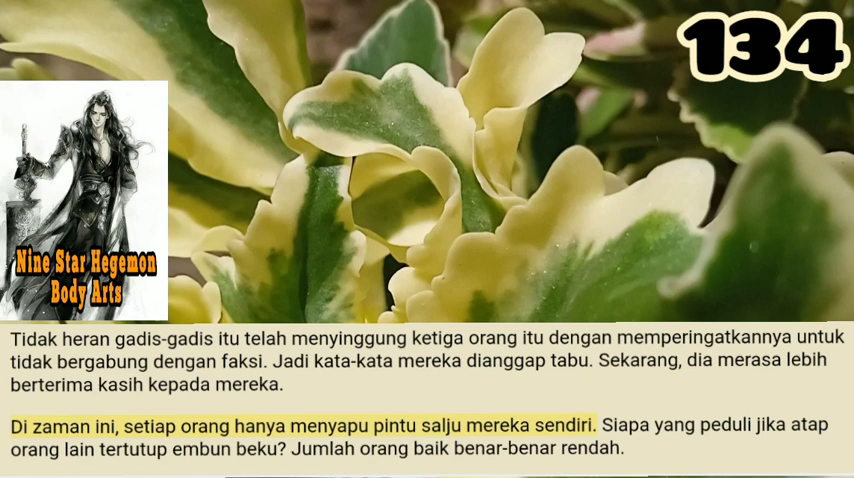 134
Nine Star Hegemon
Body Arts
Tidak heran gadis-gadis itu telah menyinggung ketiga orang itu dengan memperingatkannya untuk
tidak bergabung dengan faksi. Jadi kata-kata mereka dianggap tabu. Sekarang, dia merasa lebih
berterima kasih kepada mereka.
Di zaman ini, setiap orang hanya menyapu pintu salju mereka sendiri. Siapa yang peduli jika atap
orang lain tertutup embun beku? Jumlah orang baik benar-benar rendah.